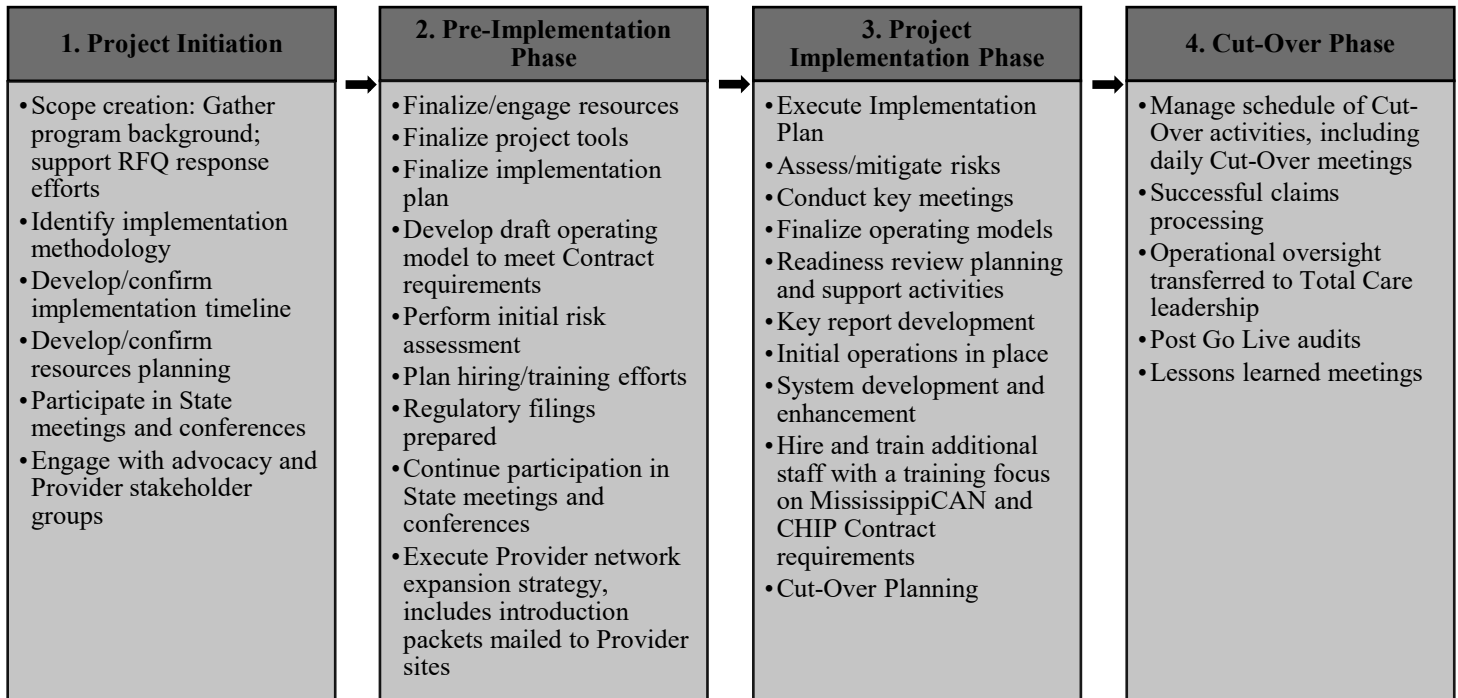 1. Project Initiation
•Scope creation: Gather
program background;
support RFQ response
efforts
•Identify implementation
methodology
•Develop/confirm
implementation timeline
•Develop/confirm
resources planning
•Participate in State
meetings and conferences
•Engage with advocacy and
Provider stakeholder
groups
2. Pre-Implementation
Phase
•Finalize/engage resources
•Finalize project tools
•Finalize implementation
plan
•Develop draft operating
model to meet Contract
requirements
•Perform initial risk
assessment
•Plan hiring/training efforts
•Regulatory filings
prepared
•Continue participation in
State meetings and
conferences
•Execute Provider network
expansion strategy,
includes introduction
packets mailed to Provider
sites
3. Project
Implementation Phase
•Execute Implementation
Plan
•Assess/mitigate risks
•Conduct key meetings
•Finalize operating models
•Readiness review planning
and support activities
•Key report development
•Initial operations in place
•System development and
enhancement
•Hire and train additional
staff with a training focus
on MississippiCAN and
CHIP Contract
requirements
•Cut-Over Planning
4. Cut-Over Phase
•Manage schedule of Cut-
Over activities, including
daily Cut-Over meetings
•Successful claims
processing
•Operational oversight
transferred to Total Care
leadership
•Post Go Live audits
•Lessons learned meetings